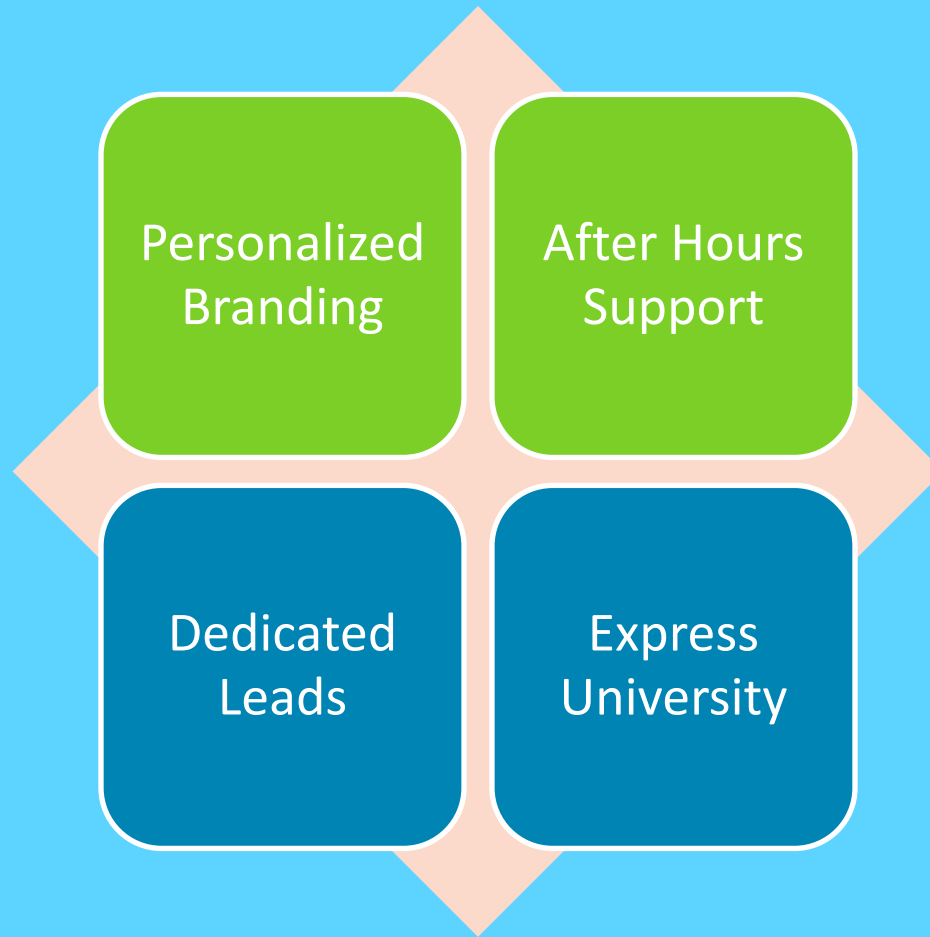 Personalized
Branding
After Hours
Support
Dedicated
Leads
Express
University